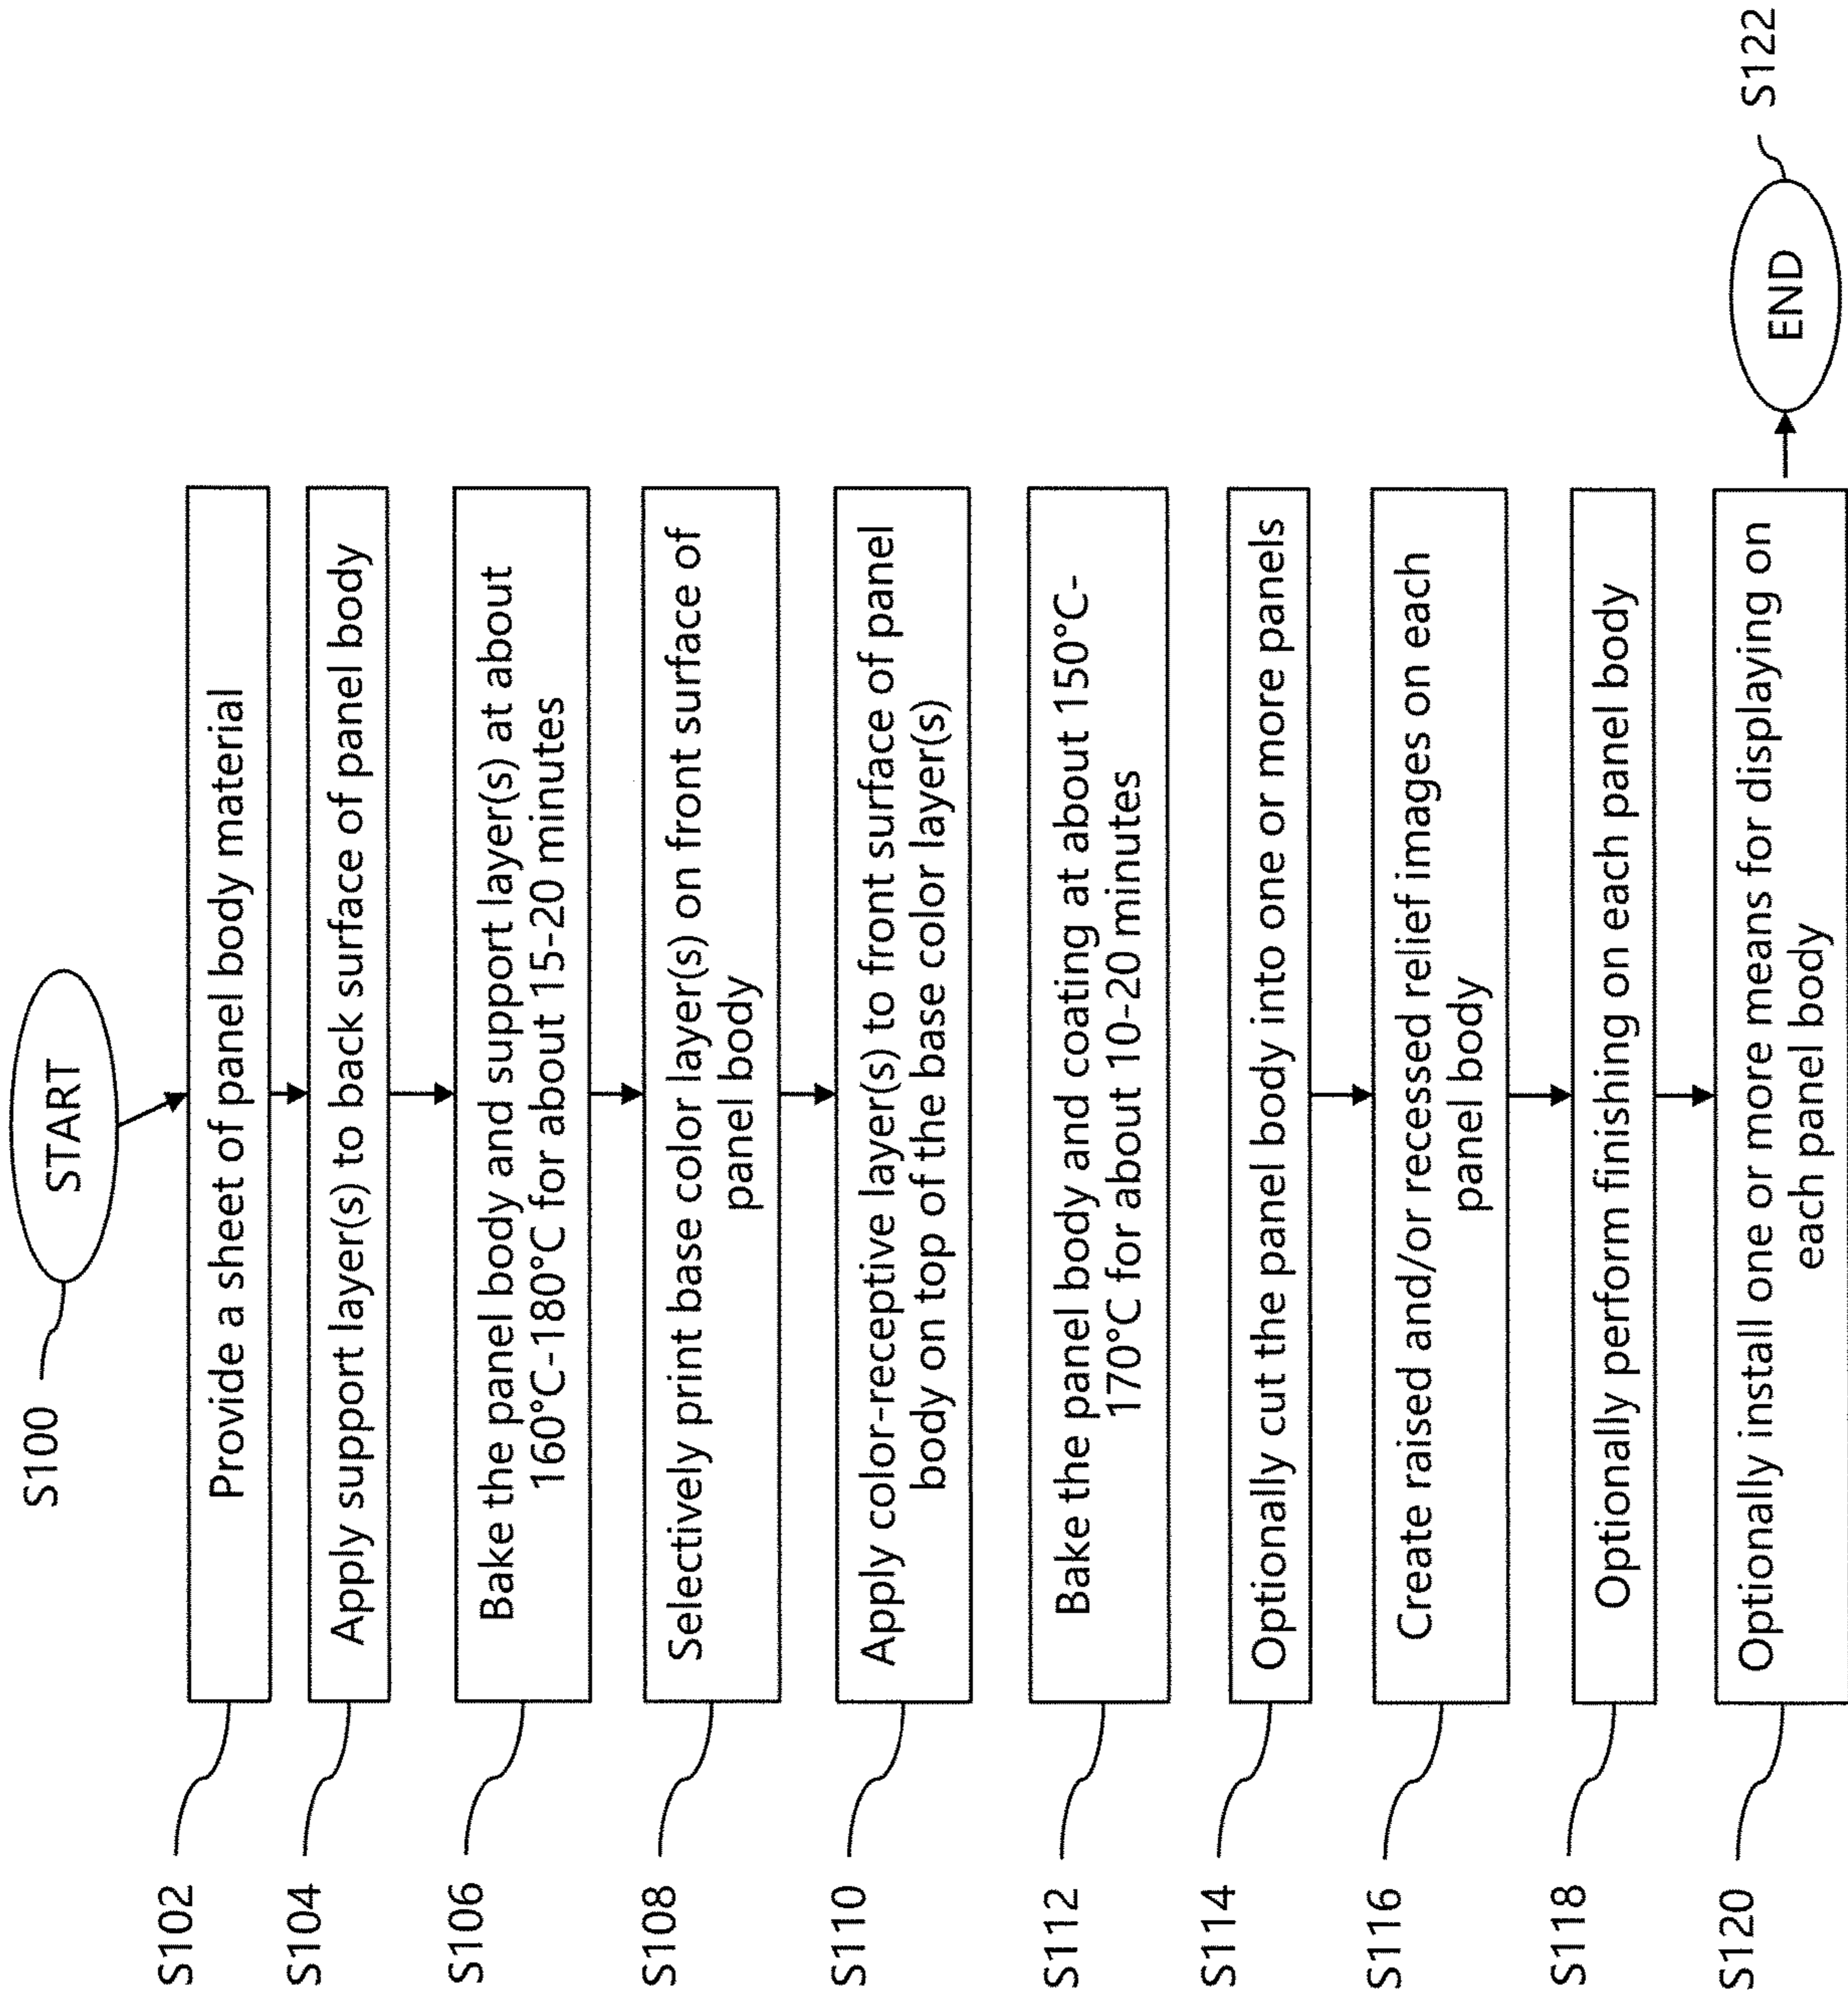 S100
START
S102
Provide a sheet of panel body material
S104
Apply support layer(s) to back surface of panel body
S106
Bake the panel body and support layer(s) at about
160°C-180°C for about 15-20 minutes
S108
Selectively print base color layer(s) on front surface of
panel body
S110
Apply color-receptive layer(s) to front surface of panel
body on top of the base color layer(s)
S112
Bake the panel body and coating at about 150°C-
170°C for about 10-20 minutes
S114
Optionally cut the panel body into one or more panels
S116
Create raised and/or recessed relief images on each
panel body
S118
Optionally perform finishing on each panel body
S120
Optionally install one or more means for displaying on
each panel body
END
S122